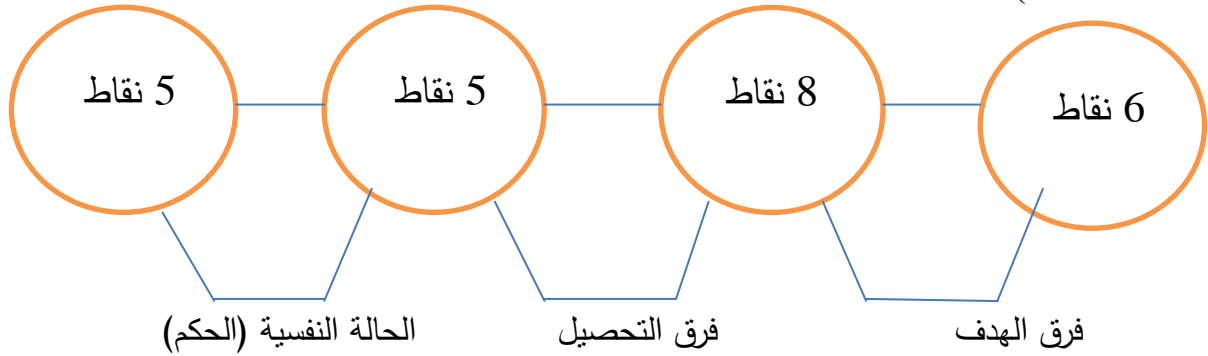 6 نقاط
8 نقاط
5 نقاط
5 نقاط
فرق الهدف
فرق التحصيل
الحالة النفسية (الحكم)